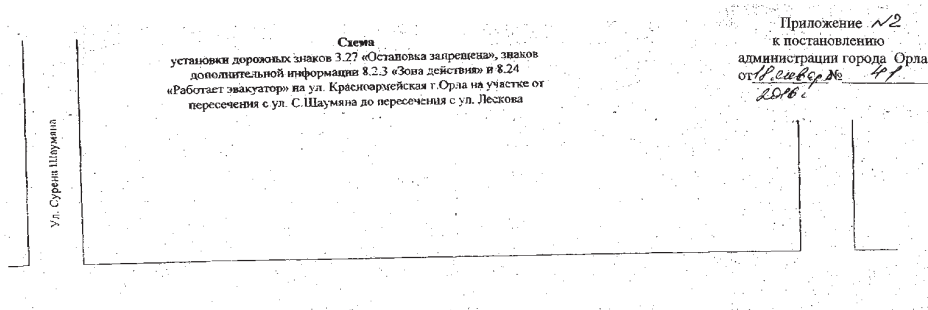 Приложение №2
к постановлению
администрации города Орла
от 18 января № 41
2016 г.
Схема
установки дорожных знаков 3.27 «Остановка запрещена», знаков
дополнительной информации 8.2.3 «Зона действия» и 8.24
«Работает эвакуатор» на ул. Красноармейская г.Орла на участке от
пересечения с ул. С.Шаумяна до пересечения с ул. Лескова
Ул. Сурена Шаумяна